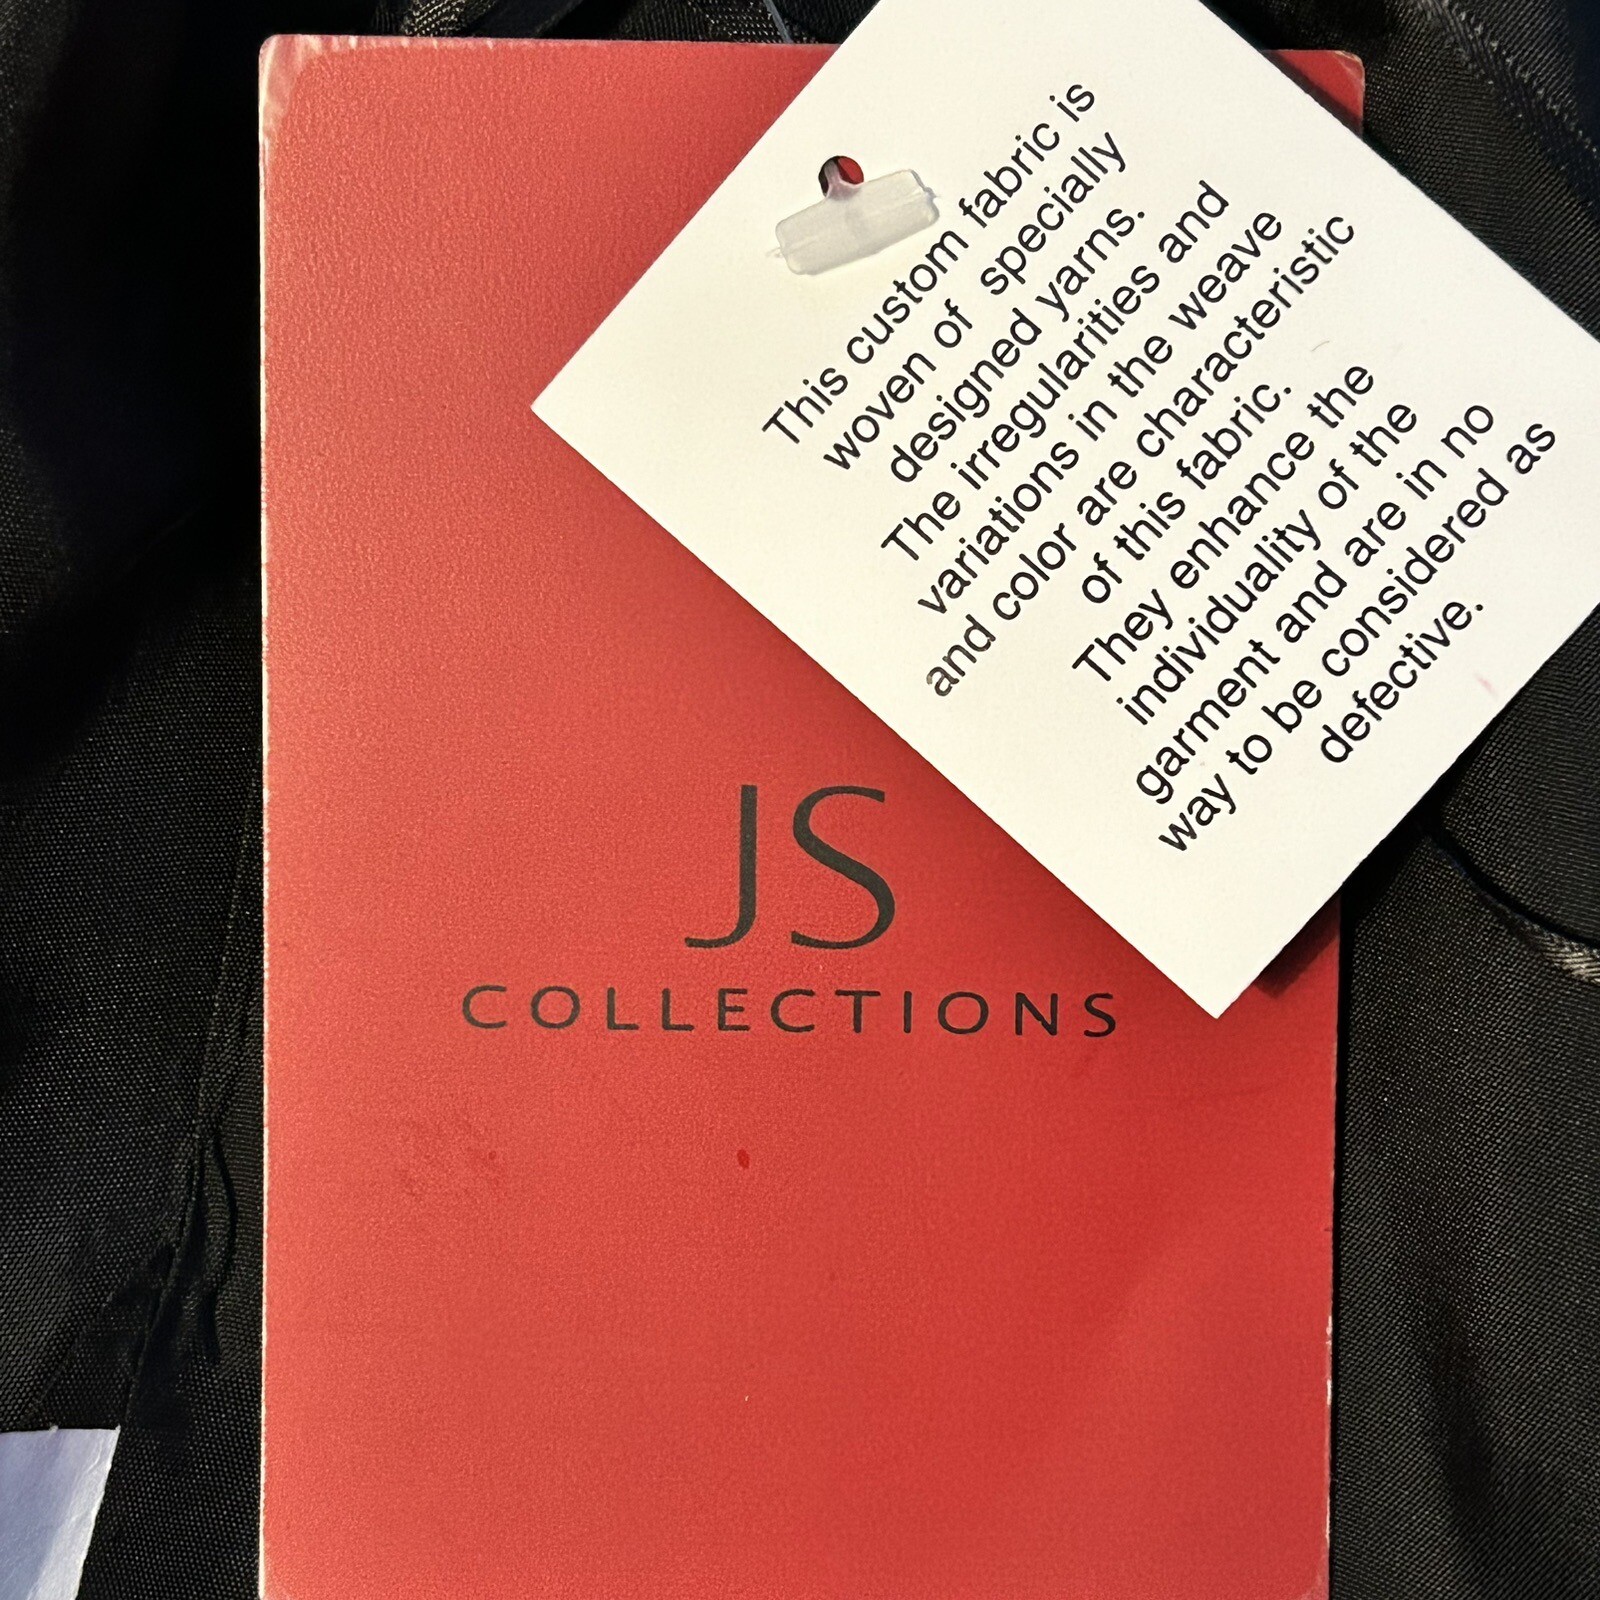 This custom fabric is
woven of specially
designed yarns.
The irregularities and
variations in the weave
and color are characteristic
of this fabric.
They enhance the
individuality of the
garment and are in no
way to be considered as
defective.
JS
COLLECTIONS